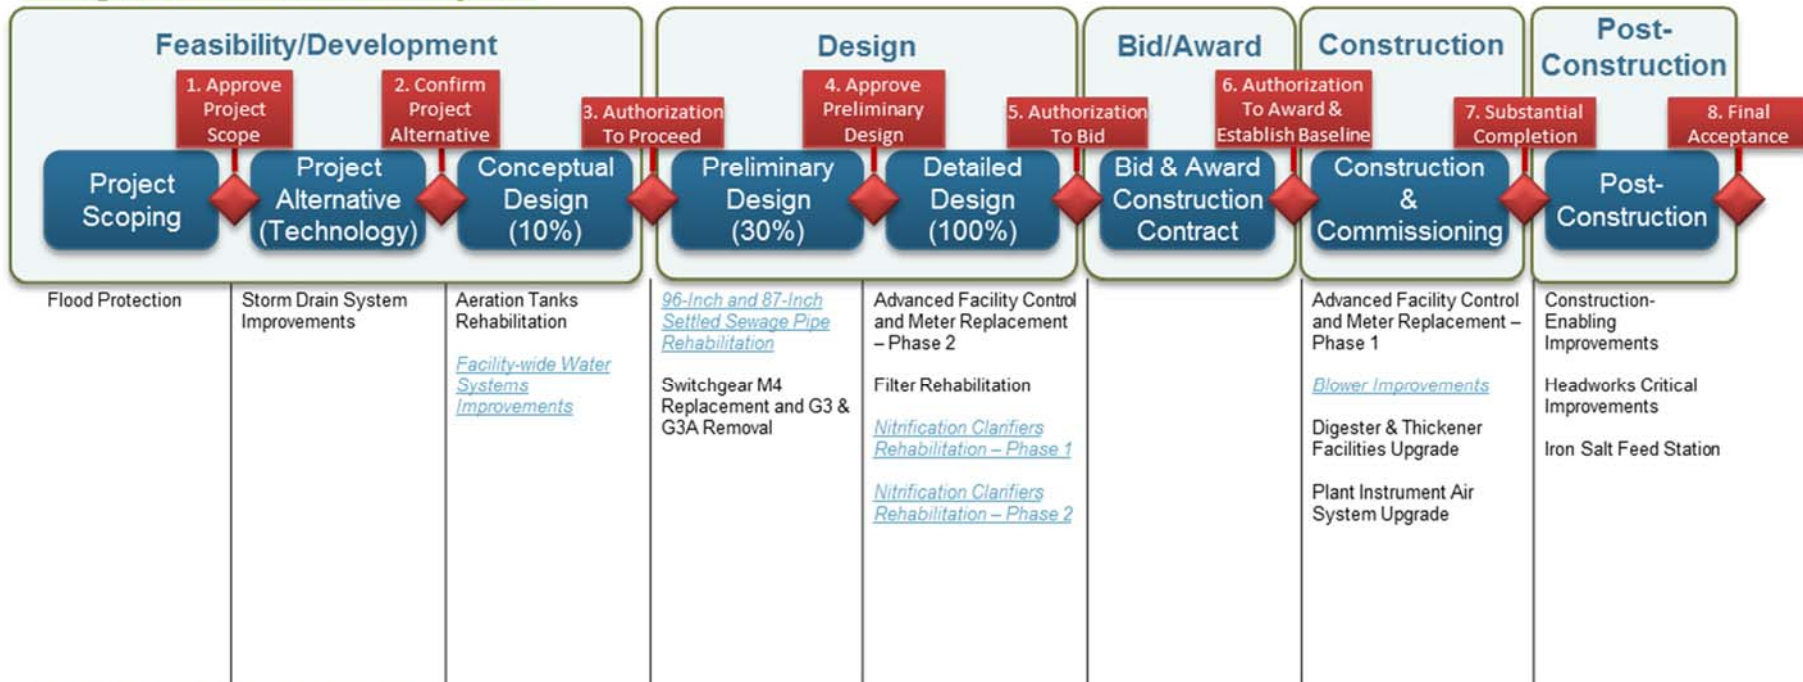 Feasibility/Development
Design
Bid/Award
Construction
Post-
Construction
1. Approve
Project
Scope
2. Confirm
Project
Alternative
3. Authorization
To Proceed
4. Approve
Preliminary
Design
5. Authorization
To Bid
6. Authorization
To Award &
Establish Baseline
7. Substantial
Completion
8. Final
Acceptance
Project
Scoping
Project
Alternative
(Technology)
Conceptual
Design
(10%)
Preliminary
Design
(30%)
Detailed
Design
(100%)
Bid & Award
Construction
Contract
Construction
&
Commissioning
Post-
Construction
Flood Protection
Storm Drain System
Improvements
Aeration Tanks
Rehabilitation
Facility-wide Water
Systems
Improvements
96-Inch and 87-Inch
Settled Sewage Pipe
Rehabilitation
Switchgear M4
Replacement and G3 &
G3A Removal
Advanced Facility Control
and Meter Replacement
– Phase 2
Filter Rehabilitation
Nitrification Clarifiers
Rehabilitation – Phase 1
Nitrification Clarifiers
Rehabilitation – Phase 2
Advanced Facility Control
and Meter Replacement –
Phase 1
Blower Improvements
Digester & Thickener
Facilities Upgrade
Plant Instrument Air
System Upgrade
Construction-
Enabling
Improvements
Headworks Critical
Improvements
Iron Salt Feed Station